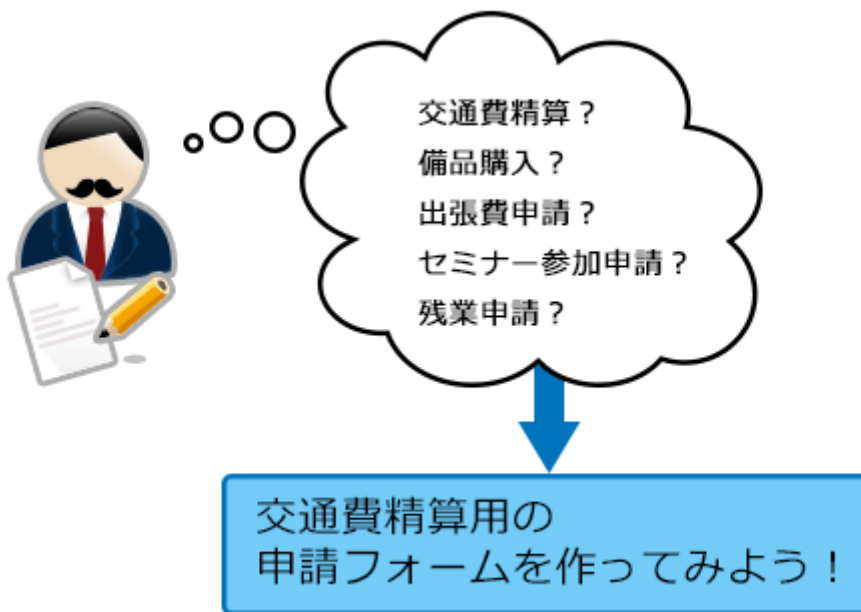 交通費精算？
備品購入？
出張費申請？
セミナー参加申請？
残業申請？
交通費精算用の
申請フォームを作ってみよう！